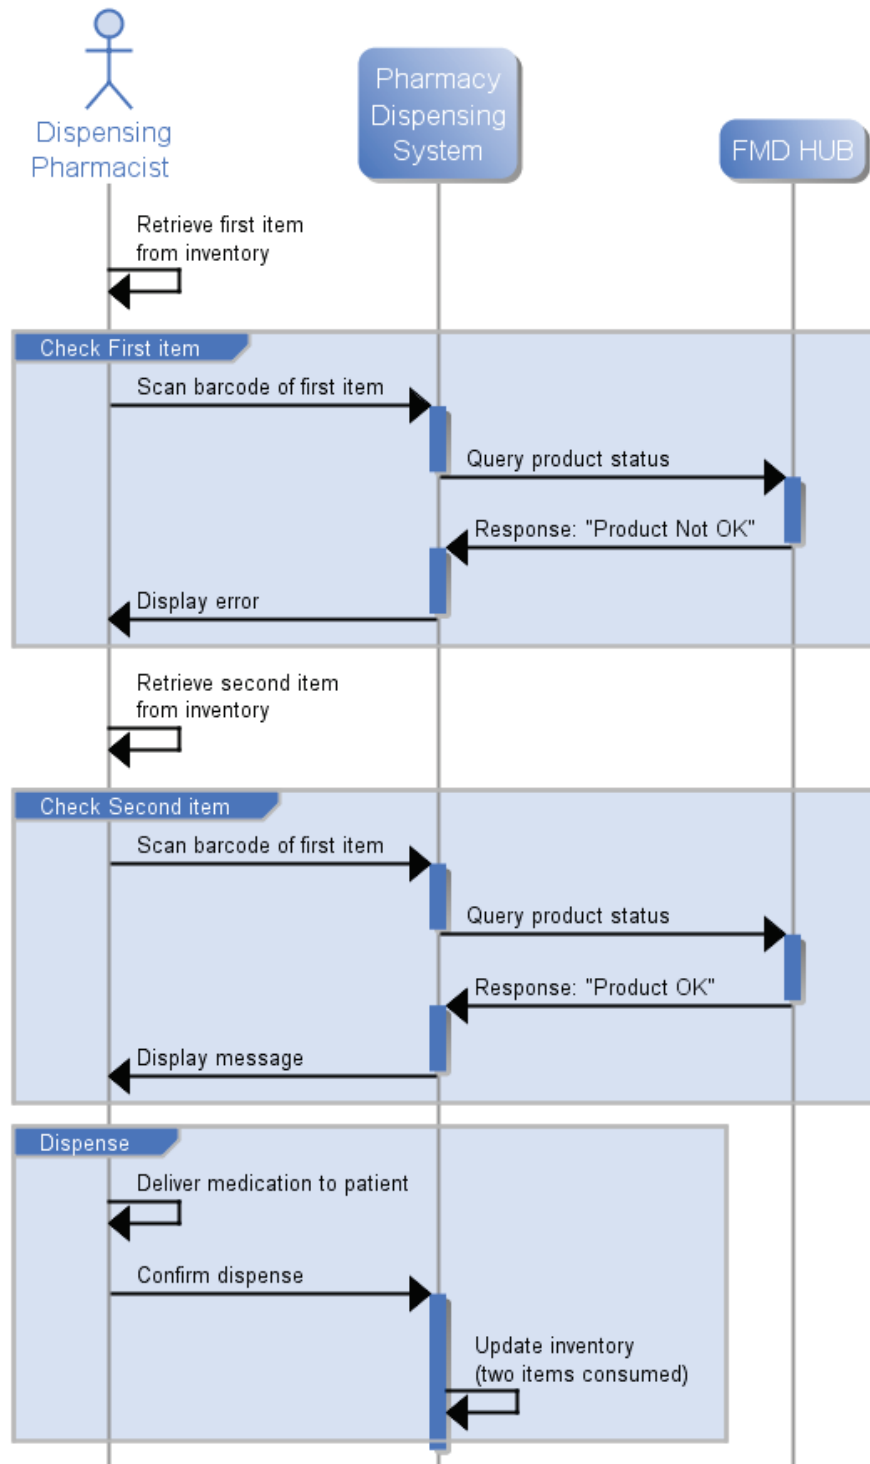 Dispensing
Pharmacist
Pharmacy
Dispensing
System
FMD HUB
Retrieve first item
from inventory
Check First item
Scan barcode of first item
Query product status
Response: "Product Not OK"
Display error
Retrieve second item
from inventory
Check Second item
Scan barcode of first item
Query product status
Response: "Product OK"
Display message
Dispense
Deliver medication to patient
Confirm dispense
Update inventory
(two items consumed)